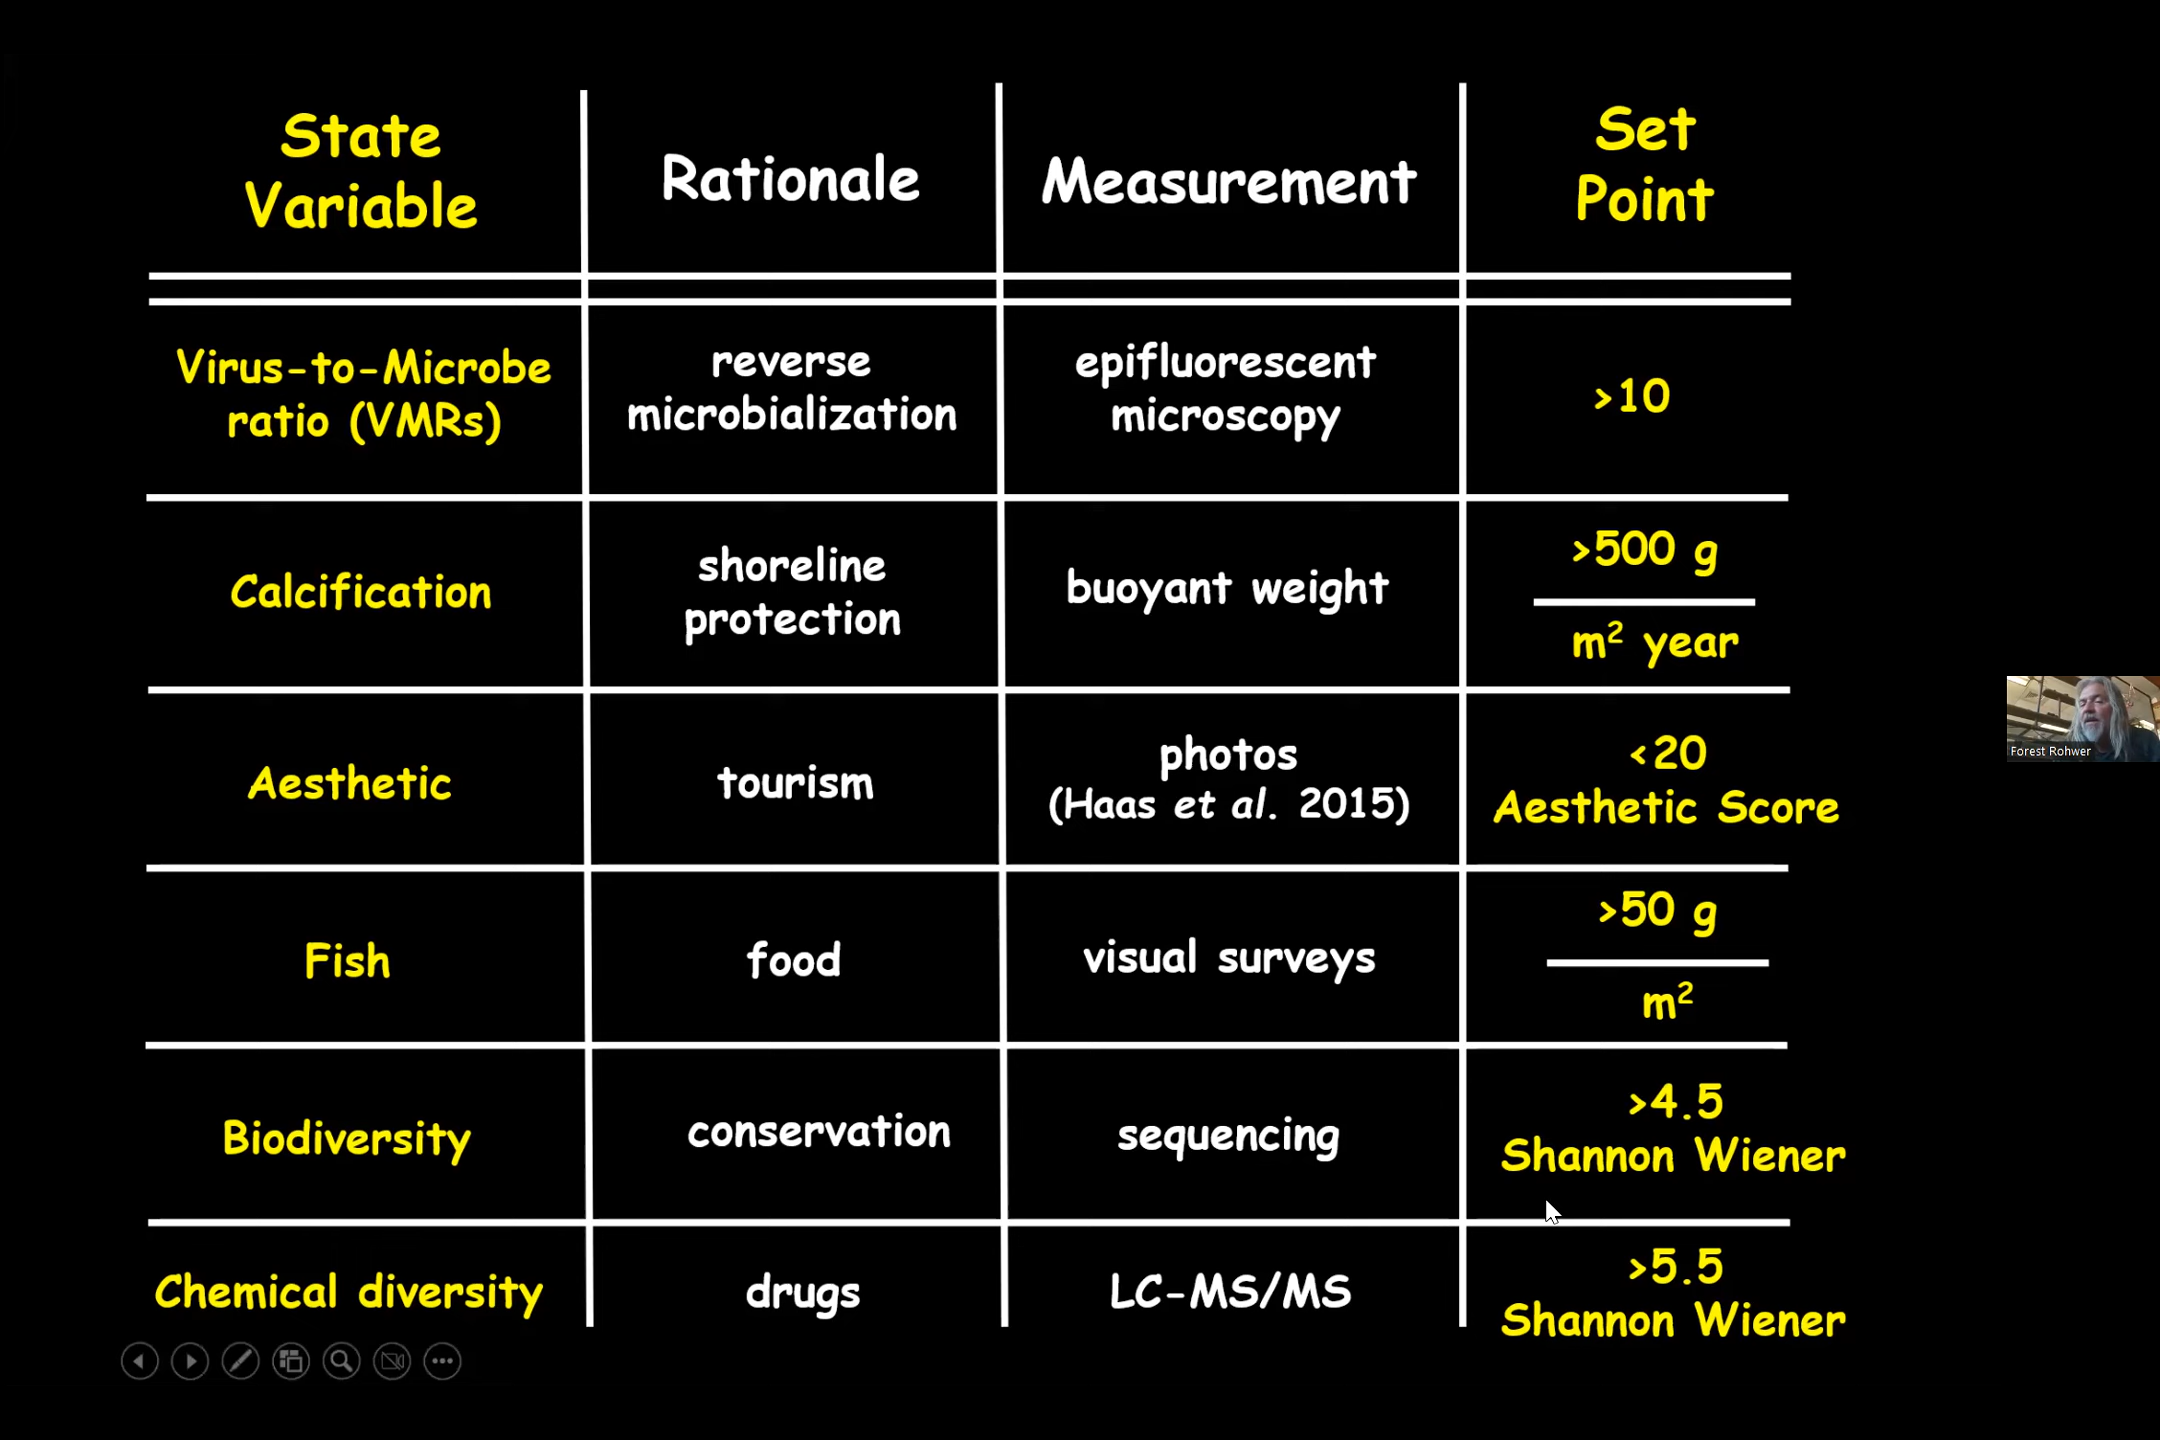 State
Variable
Rationale
Measurement
Set
Point
Virus-to-Microbe
ratio (VMRs)
reverse
microbialization
epifluorescent
microscopy
>10
Calcification
shoreline
protection
buoyant weight
>500 g
m² year
Aesthetic
tourism
photos
(Haas et al. 2015)
<20
Aesthetic Score
Fish
food
visual surveys
>50 g
m²
Biodiversity
conservation
sequencing
>4.5
Shannon Wiener
Chemical diversity
drugs
LC-MS/MS
>5.5
Shannon Wiener
Forest Rohwer